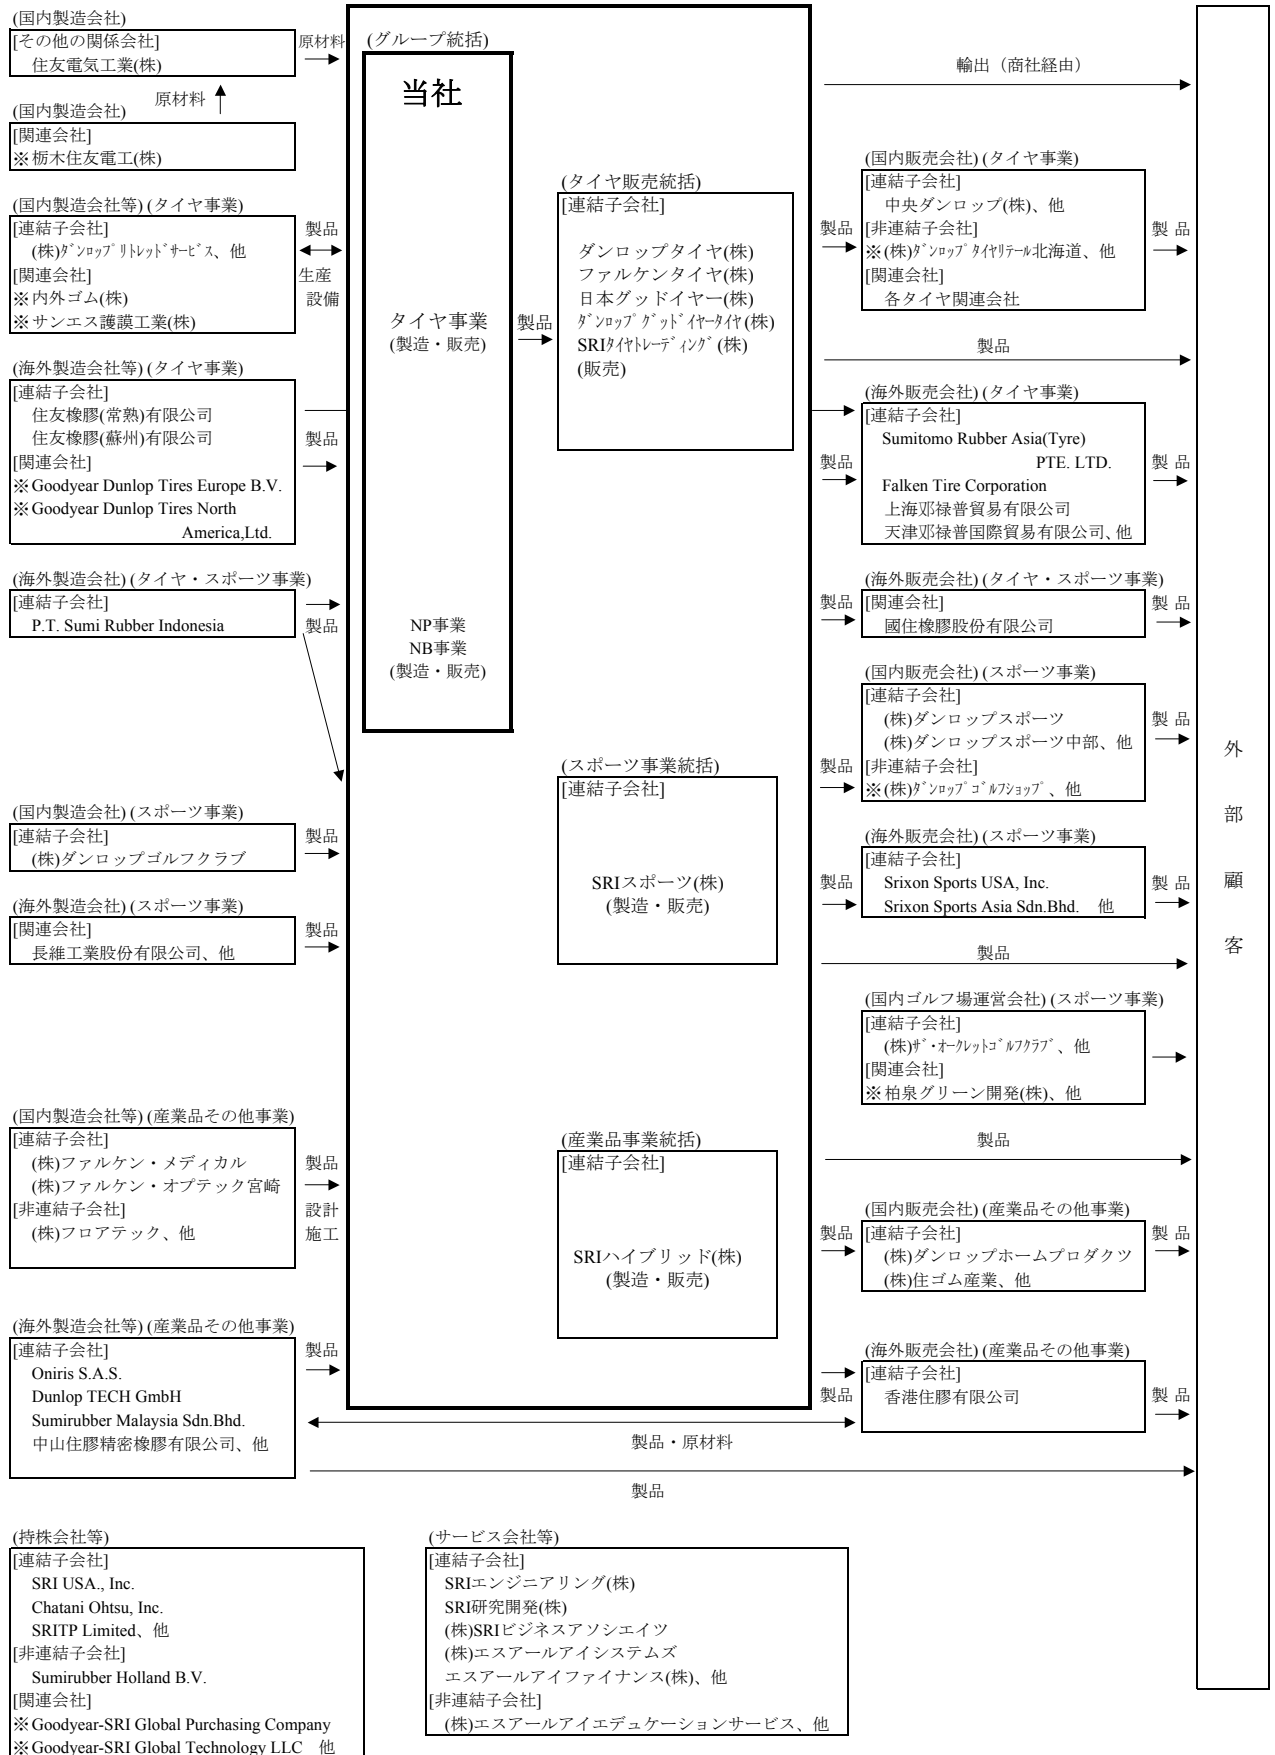 (国内製造会社)
[その他の関係会社]
住友電気工業(株)
原材料
原材料
(国内製造会社)
[関連会社]
※栃木住友電工(株)
(国内製造会社等) (タイヤ事業)
[連結子会社]
(株)ﾀﾞﾝﾛｯﾌﾟﾘﾄﾚｯﾄﾞｻｰﾋﾞｽ、他
[関連会社]
※内外ゴム(株)
※サンエス護謨工業(株)
製品
生産
設備
(海外製造会社等) (タイヤ事業)
[連結子会社]
住友橡膠(常熟)有限公司
住友橡膠(蘇州)有限公司
[関連会社]
※Goodyear Dunlop Tires Europe B.V.
※Goodyear Dunlop Tires North
America,Ltd.
製品
(海外製造会社) (タイヤ・スポーツ事業)
[連結子会社]
P.T. Sumi Rubber Indonesia
製品
(国内製造会社) (スポーツ事業)
[連結子会社]
(株)ダンロップゴルフクラブ
製品
(海外製造会社) (スポーツ事業)
[関連会社]
長維工業股份有限公司、他
製品
(国内製造会社等) (産業品その他事業)
[連結子会社]
(株)ファルケン・メディカル
(株)ファルケン・オプテック宮崎
[非連結子会社]
(株)フロアテック、他
製品
設計
施工
(海外製造会社等) (産業品その他事業)
[連結子会社]
Oniris S.A.S.
Dunlop TECH GmbH
Sumirubber Malaysia Sdn.Bhd.
中山住膠精密橡膠有限公司、他
製品
(グループ統括)
当社
タイヤ事業
(製造・販売)
NP事業
NB事業
(製造・販売)
製品
(タイヤ販売統括)
[連結子会社]
ダンロップタイヤ(株)
ファルケンタイヤ(株)
日本グッドイヤー(株)
ﾀﾞﾝﾛｯﾌﾟｸﾞｯﾄﾞｲﾔｰﾀｲﾔ(株)
SRIﾀｲﾔﾄﾚｰﾃﾞｨﾝｸﾞ(株)
(販売)
(スポーツ事業統括)
[連結子会社]
SRIスポーツ(株)
(製造・販売)
(産業品事業統括)
[連結子会社]
SRIハイブリッド(株)
(製造・販売)
輸出（商社経由）
(国内販売会社) (タイヤ事業)
[連結子会社]
中央ダンロップ(株)、他
[非連結子会社]
※(株)ﾀﾞﾝﾛｯﾌﾟﾀｲﾔﾘﾃｰﾙ北海道、他
[関連会社]
各タイヤ関連会社
製品
製 品
製品
(海外販売会社) (タイヤ事業)
[連結子会社]
Sumitomo Rubber Asia(Tyre)
PTE. LTD.
Falken Tire Corporation
上海邓禄普貿易有限公司
天津邓禄普国際貿易有限公司、他
製品
製 品
(海外販売会社) (タイヤ・スポーツ事業)
[関連会社]
國住橡膠股份有限公司
製品
製 品
(国内販売会社) (スポーツ事業)
[連結子会社]
(株)ダンロップスポーツ
(株)ダンロップスポーツ中部、他
[非連結子会社]
※(株)ﾀﾞﾝﾛｯﾌﾟｺﾞﾙﾌｼｮｯﾌﾟ、他
製品
製 品
(海外販売会社) (スポーツ事業)
[連結子会社]
Srixon Sports USA, Inc.
Srixon Sports Asia Sdn.Bhd. 他
製品
製 品
製品
(国内ゴルフ場運営会社) (スポーツ事業)
[連結子会社]
(株)ｻﾞ･ｵｰｸﾚｯﾄｺﾞﾙﾌｸﾗﾌﾞ、他
[関連会社]
※柏泉グリーン開発(株)、他
製品
(国内販売会社) (産業品その他事業)
[連結子会社]
(株)ダンロップホームプロダクツ
(株)住ゴム産業、他
製品
製 品
(海外販売会社) (産業品その他事業)
[連結子会社]
香港住膠有限公司
製品
製 品
製品・原材料
製品
外
部
顧
客
(持株会社等)
[連結子会社]
SRI USA., Inc.
Chatani Ohtsu, Inc.
SRITP Limited、他
[非連結子会社]
Sumirubber Holland B.V.
[関連会社]
※Goodyear-SRI Global Purchasing Company
※Goodyear-SRI Global Technology LLC 他
(サービス会社等)
[連結子会社]
SRIエンジニアリング(株)
SRI研究開発(株)
(株)SRIビジネスアソシエイツ
(株)エスアールアイシステムズ
エスアールアイファイナンス(株)、他
[非連結子会社]
(株)エスアールアイエデュケーションサービス、他